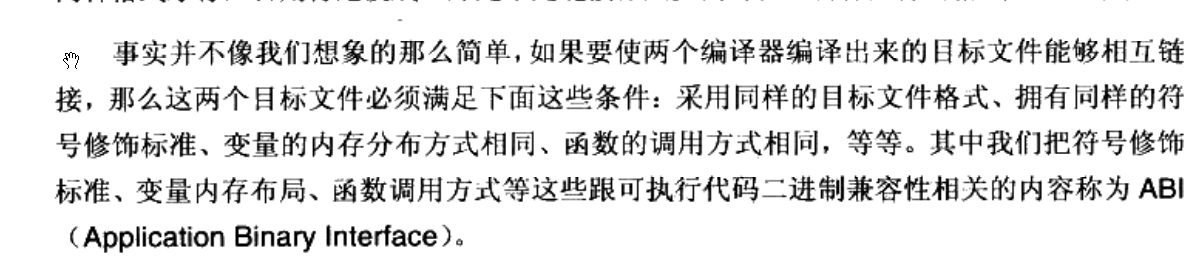 事实并不像我们想象的那么简单，如果要使两个编译器编译出来的目标文件能够相互链
接，那么这两个目标文件必须满足下面这些条件：采用同样的目标文件格式、拥有同样的符
号修饰标准、变量的内存分布方式相同、函数的调用方式相同，等等。其中我们把符号修饰
标准、变量内存布局、函数调用方式等这些跟可执行代码二进制兼容性相关的内容称为 ABI
（Application Binary Interface）。